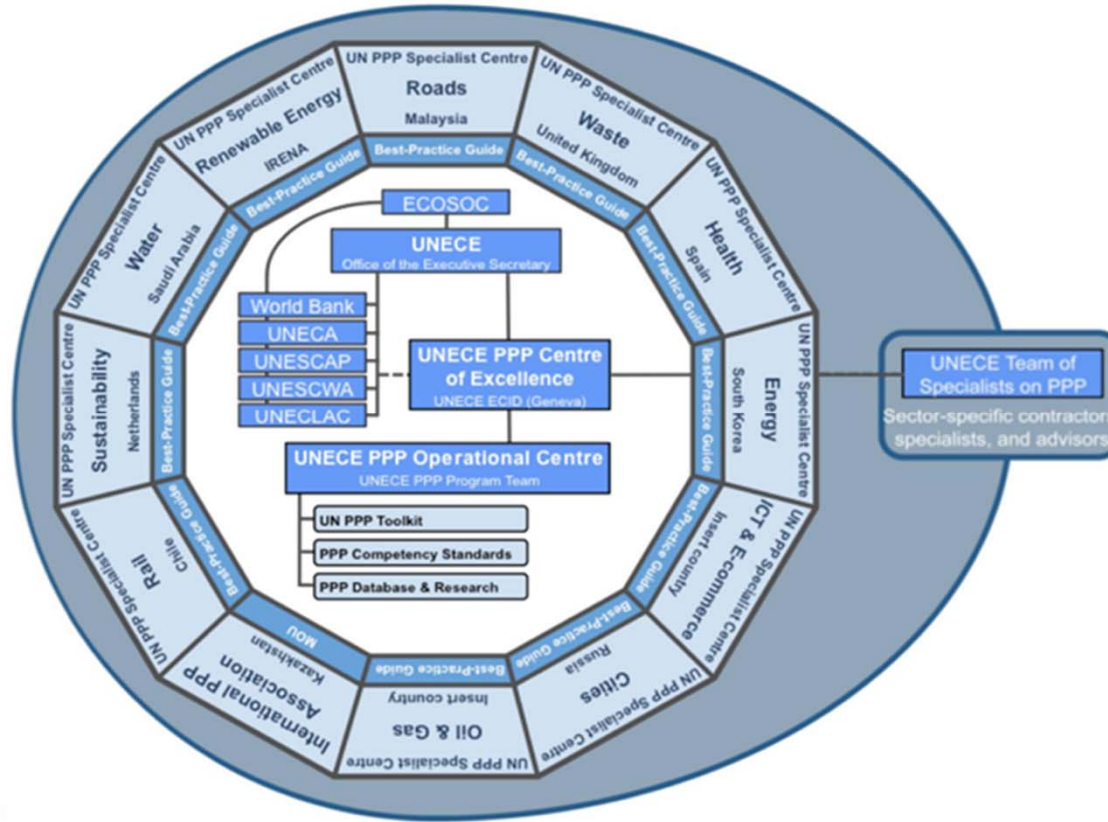 UN PPP Specialist Centre
Roads
Malaysia
Best-Practice Guide
UN PPP Specialist Centre
Waste
United Kingdom
Best-Practice Guide
UN PPP Specialist Centre
Health
Spain
Best-Practice Guide
UN PPP Specialist Centre
Energy
South Korea
Best-Practice Guide
UN PPP Specialist Centre
ICT & E-commerce
Insert country
Best-Practice Guide
UN PPP Specialist Centre
Cities
Russia
Best-Practice Guide
UN PPP Specialist Centre
Oil & Gas
Insert country
Best-Practice Guide
International PPP
Association
Kazakhstan
MOU
UN PPP Specialist Centre
Rail
Chile
Best-Practice Guide
UN PPP Specialist Centre
Sustainability
Netherlands
Best-Practice Guide
UN PPP Specialist Centre
Water
Saudi Arabia
Best-Practice Guide
UN PPP Specialist Centre
Renewable Energy
IRENA
Best-Practice Guide
ECOSOC
UNECE
Office of the Executive Secretary
World Bank
UNECA
UNESCAP
UNESCWA
UNECLAC
UNECE PPP Centre
of Excellence
UNECE ECID (Geneva)
UNECE PPP Operational Centre
UNECE PPP Program Team
UN PPP Toolkit
PPP Competency Standards
PPP Database & Research
UNECE Team of
Specialists on PPP
Sector-specific contractors
specialists, and advisors